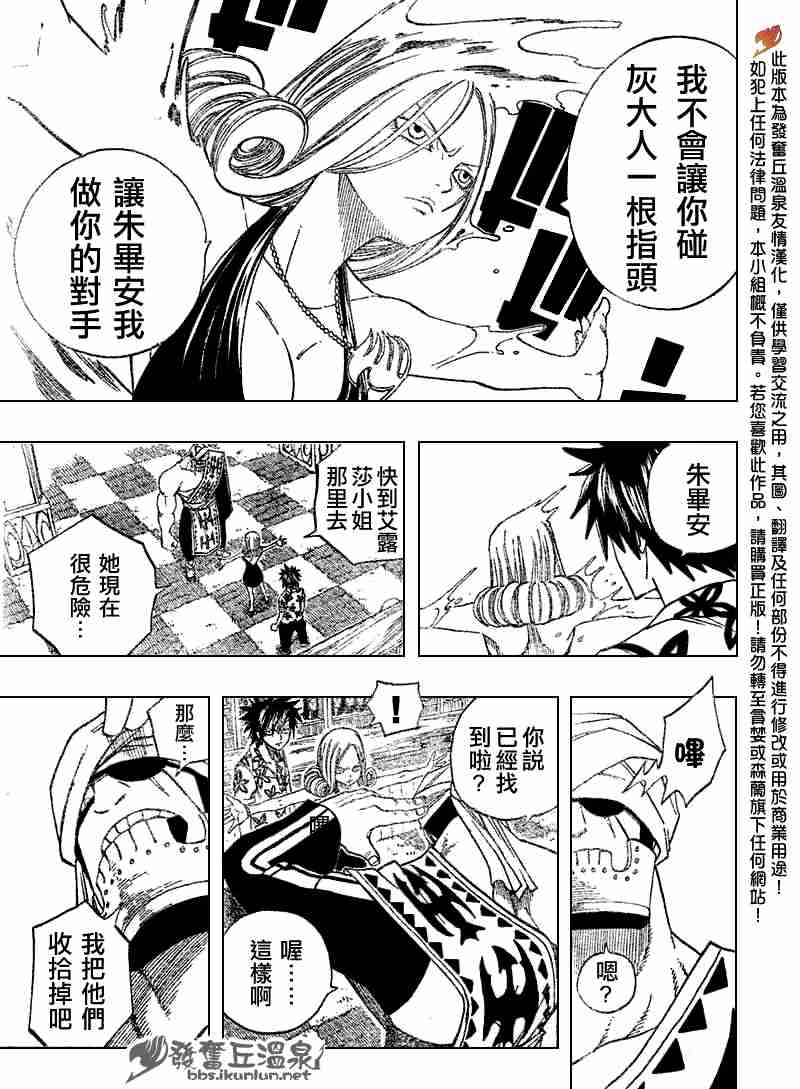 我不會讓你碰
灰大人一根指頭
讓朱畢安我
做你的對手
朱畢安
快到艾露
莎小姐
那里去
她現在
很危險…
嗶
嗯?
你說
已經找
到啦?
!
嗶
喔……
這樣啊
那麼…
我把他們
收拾掉吧
此版本為發奮丘溫泉友情漢化,僅供學習交流之用,其圖、翻譯及任何部份不得進行修改或用於商業用途!
如犯上任何法律問題,本小組概不負責。若您喜歡此作品,請購買正版!請勿轉至貪婪或森蘭旗下任何網站!
發奮丘溫泉
bbs.ikunlun.net